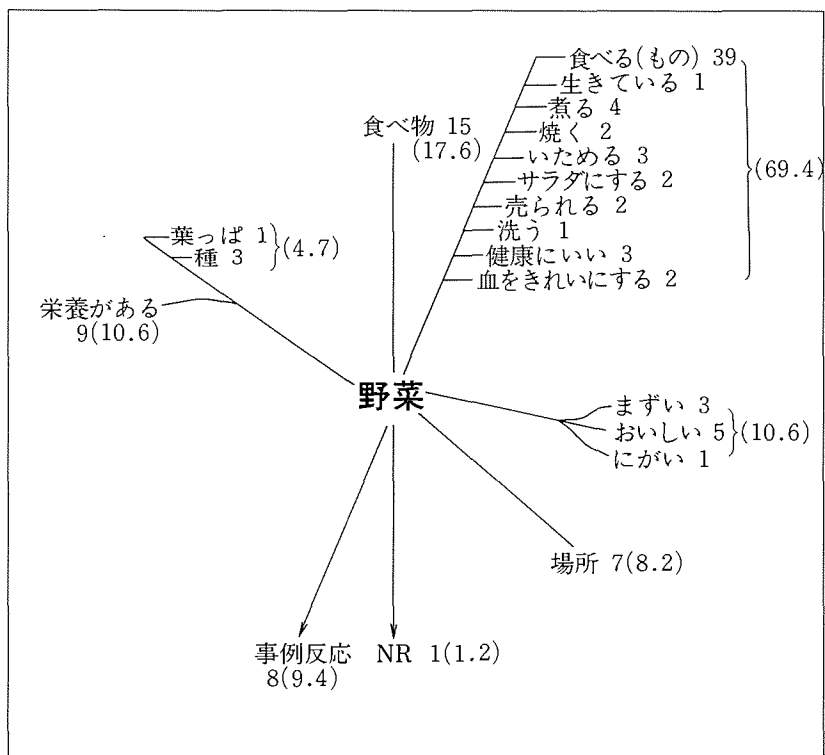 食べる(もの) 39
生きている 1
煮る 4
焼く 2
いためる 3
サラダにする 2
売られる 2
洗う 1
健康にいい 3
血をきれいにする 2
(69.4)
食べ物 15
(17.6)
葉っぱ 1
種 3
(4.7)
栄養がある
9(10.6)
野菜
まずい 3
おいしい 5
にがい 1
(10.6)
場所 7(8.2)
事例反応
8(9.4)
NR 1(1.2)